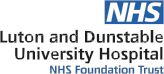 NHS
Luton and Dunstable
University Hospital
NHS Foundation Trust